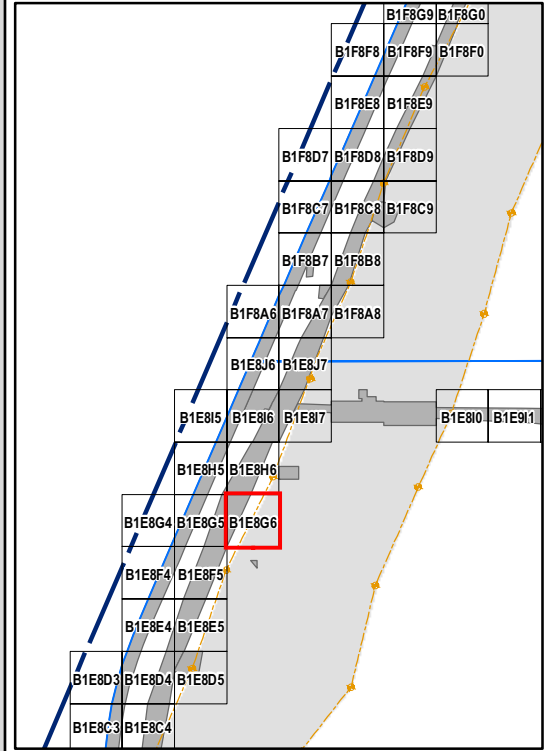 B1F8G9 B1F8G0
B1F8F8 B1F8F9 B1F8F0
B1F8E8 B1F8E9
B1F8D7 B1F8D8 B1F8D9
B1F8C7 B1F8C8 B1F8C9
B1F8B7 B1F8B8
B1F8A6 B1F8A7 B1F8A8
B1E8J6 B1E8J7
B1E8I5 B1E8I6 B1E8I7 B1E8I0 B1E9I1
B1E8H5 B1E8H6
B1E8G4 B1E8G5 B1E8G6
B1E8F4 B1E8F5
B1E8E4 B1E8E5
B1E8D3 B1E8D4 B1E8D5
B1E8C3 B1E8C4